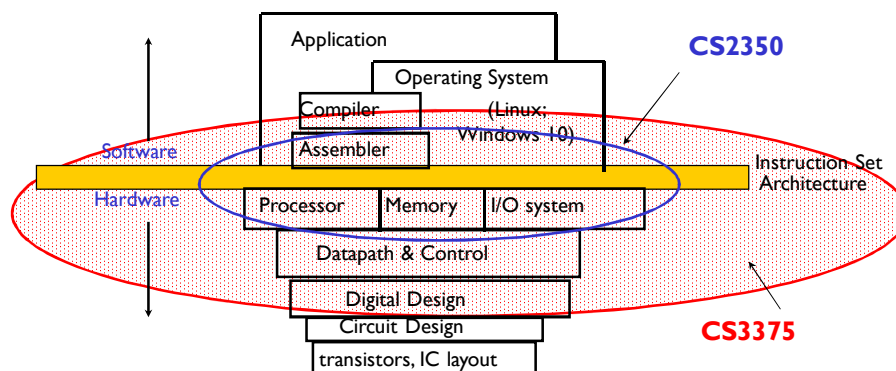 Application
CS2350
Operating System
Compiler
(Linux;
Windows 10)
Assembler
Software
Instruction Set
Architecture
Hardware
Processor
Memory
I/O system
Datapath & Control
Digital Design
Circuit Design
CS3375
transistors, IC layout